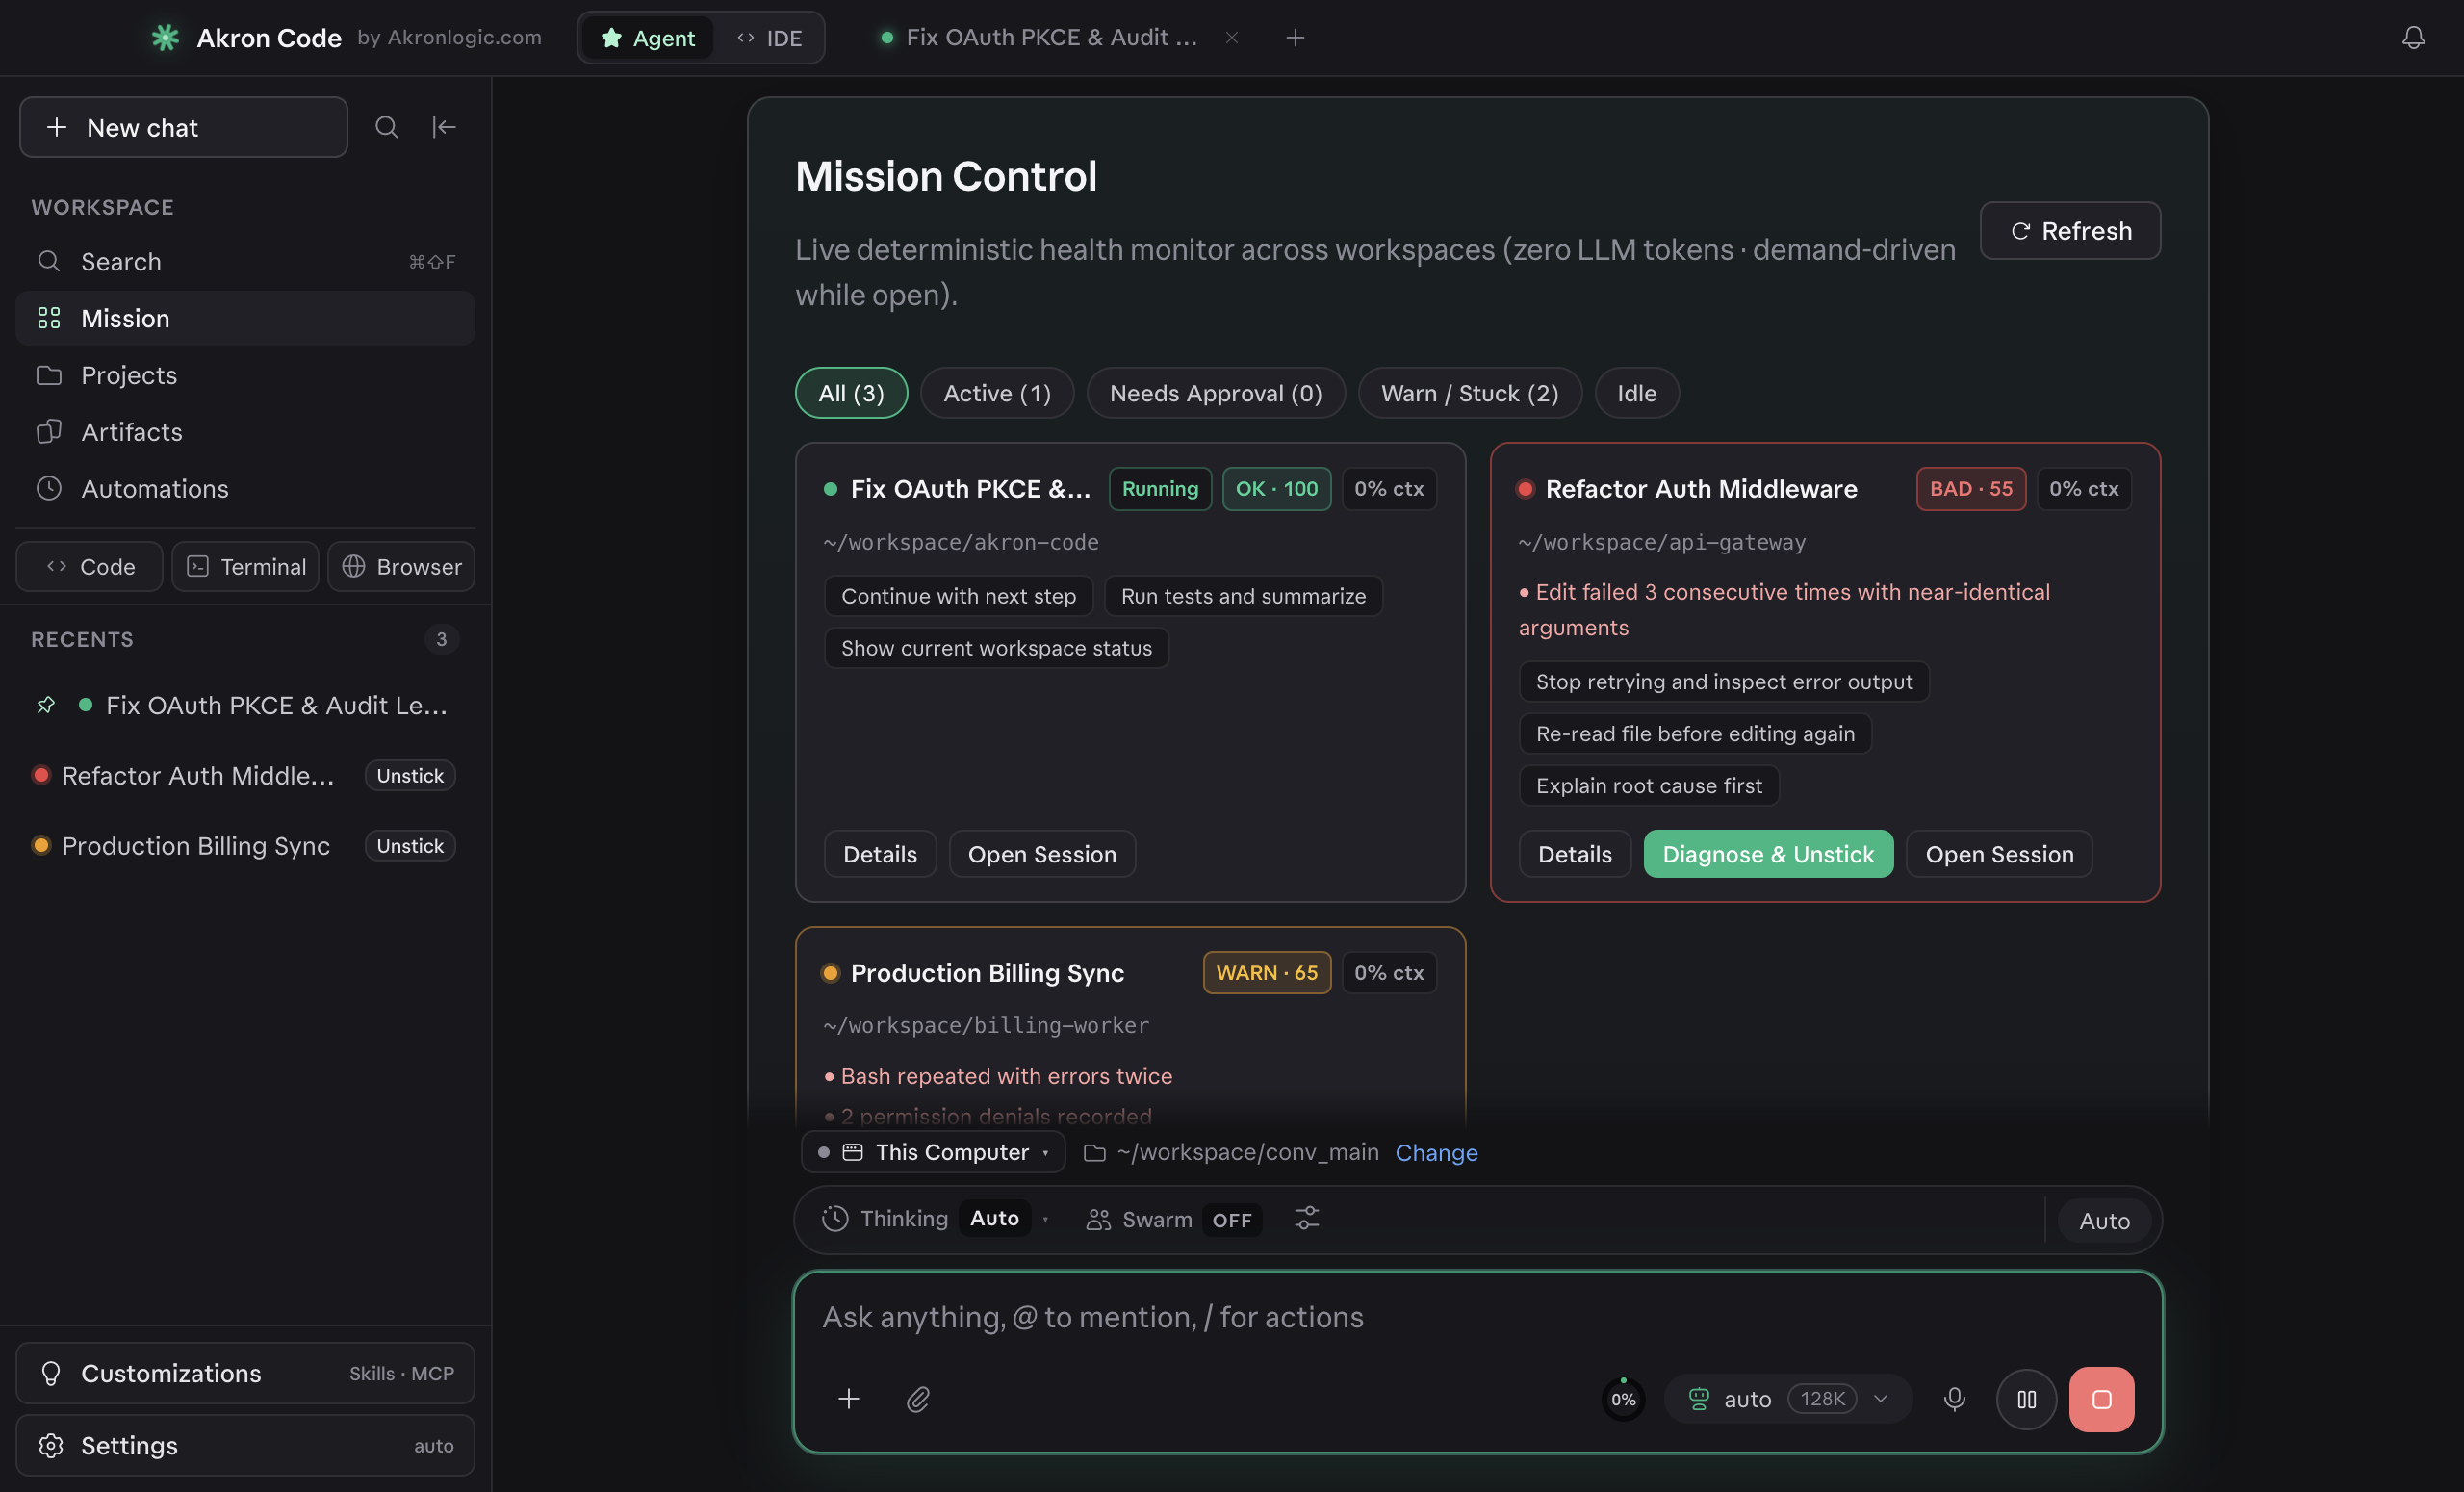 Akron Code by Akronlogic.com
Agent
IDE
Fix OAuth PKCE & Audit ...
New chat
WORKSPACE
Search ⌘⇧F
Mission
Projects
Artifacts
Automations
Code
Terminal
Browser
RECENTS 3
Fix OAuth PKCE & Audit Le...
Refactor Auth Middle... Unstick
Production Billing Sync Unstick
Customizations Skills · MCP
Settings auto
Mission Control
Live deterministic health monitor across workspaces (zero LLM tokens · demand-driven
while open).
Refresh
All (3)
Active (1)
Needs Approval (0)
Warn / Stuck (2)
Idle
Fix OAuth PKCE &... Running OK · 100 0% ctx
~/workspace/akron-code
Continue with next step
Run tests and summarize
Show current workspace status
Details
Open Session
Refactor Auth Middleware BAD · 55 0% ctx
~/workspace/api-gateway
• Edit failed 3 consecutive times with near-identical
arguments
Stop retrying and inspect error output
Re-read file before editing again
Explain root cause first
Details
Diagnose & Unstick
Open Session
Production Billing Sync WARN · 65 0% ctx
~/workspace/billing-worker
• Bash repeated with errors twice
• 2 permission denials recorded
This Computer
~/workspace/conv_main Change
Thinking Auto
Swarm OFF
Auto
Ask anything, @ to mention, / for actions
0%
auto 128K